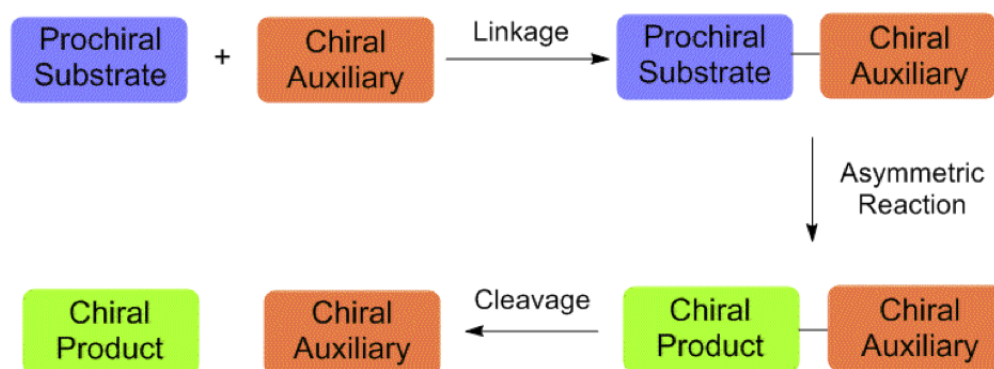 Prochiral
Substrate
+
Chiral
Auxiliary
Linkage
Prochiral
Substrate
Chiral
Auxiliary
Asymmetric
Reaction
Chiral
Product
Chiral
Auxiliary
Cleavage
Chiral
Product
Chiral
Auxiliary